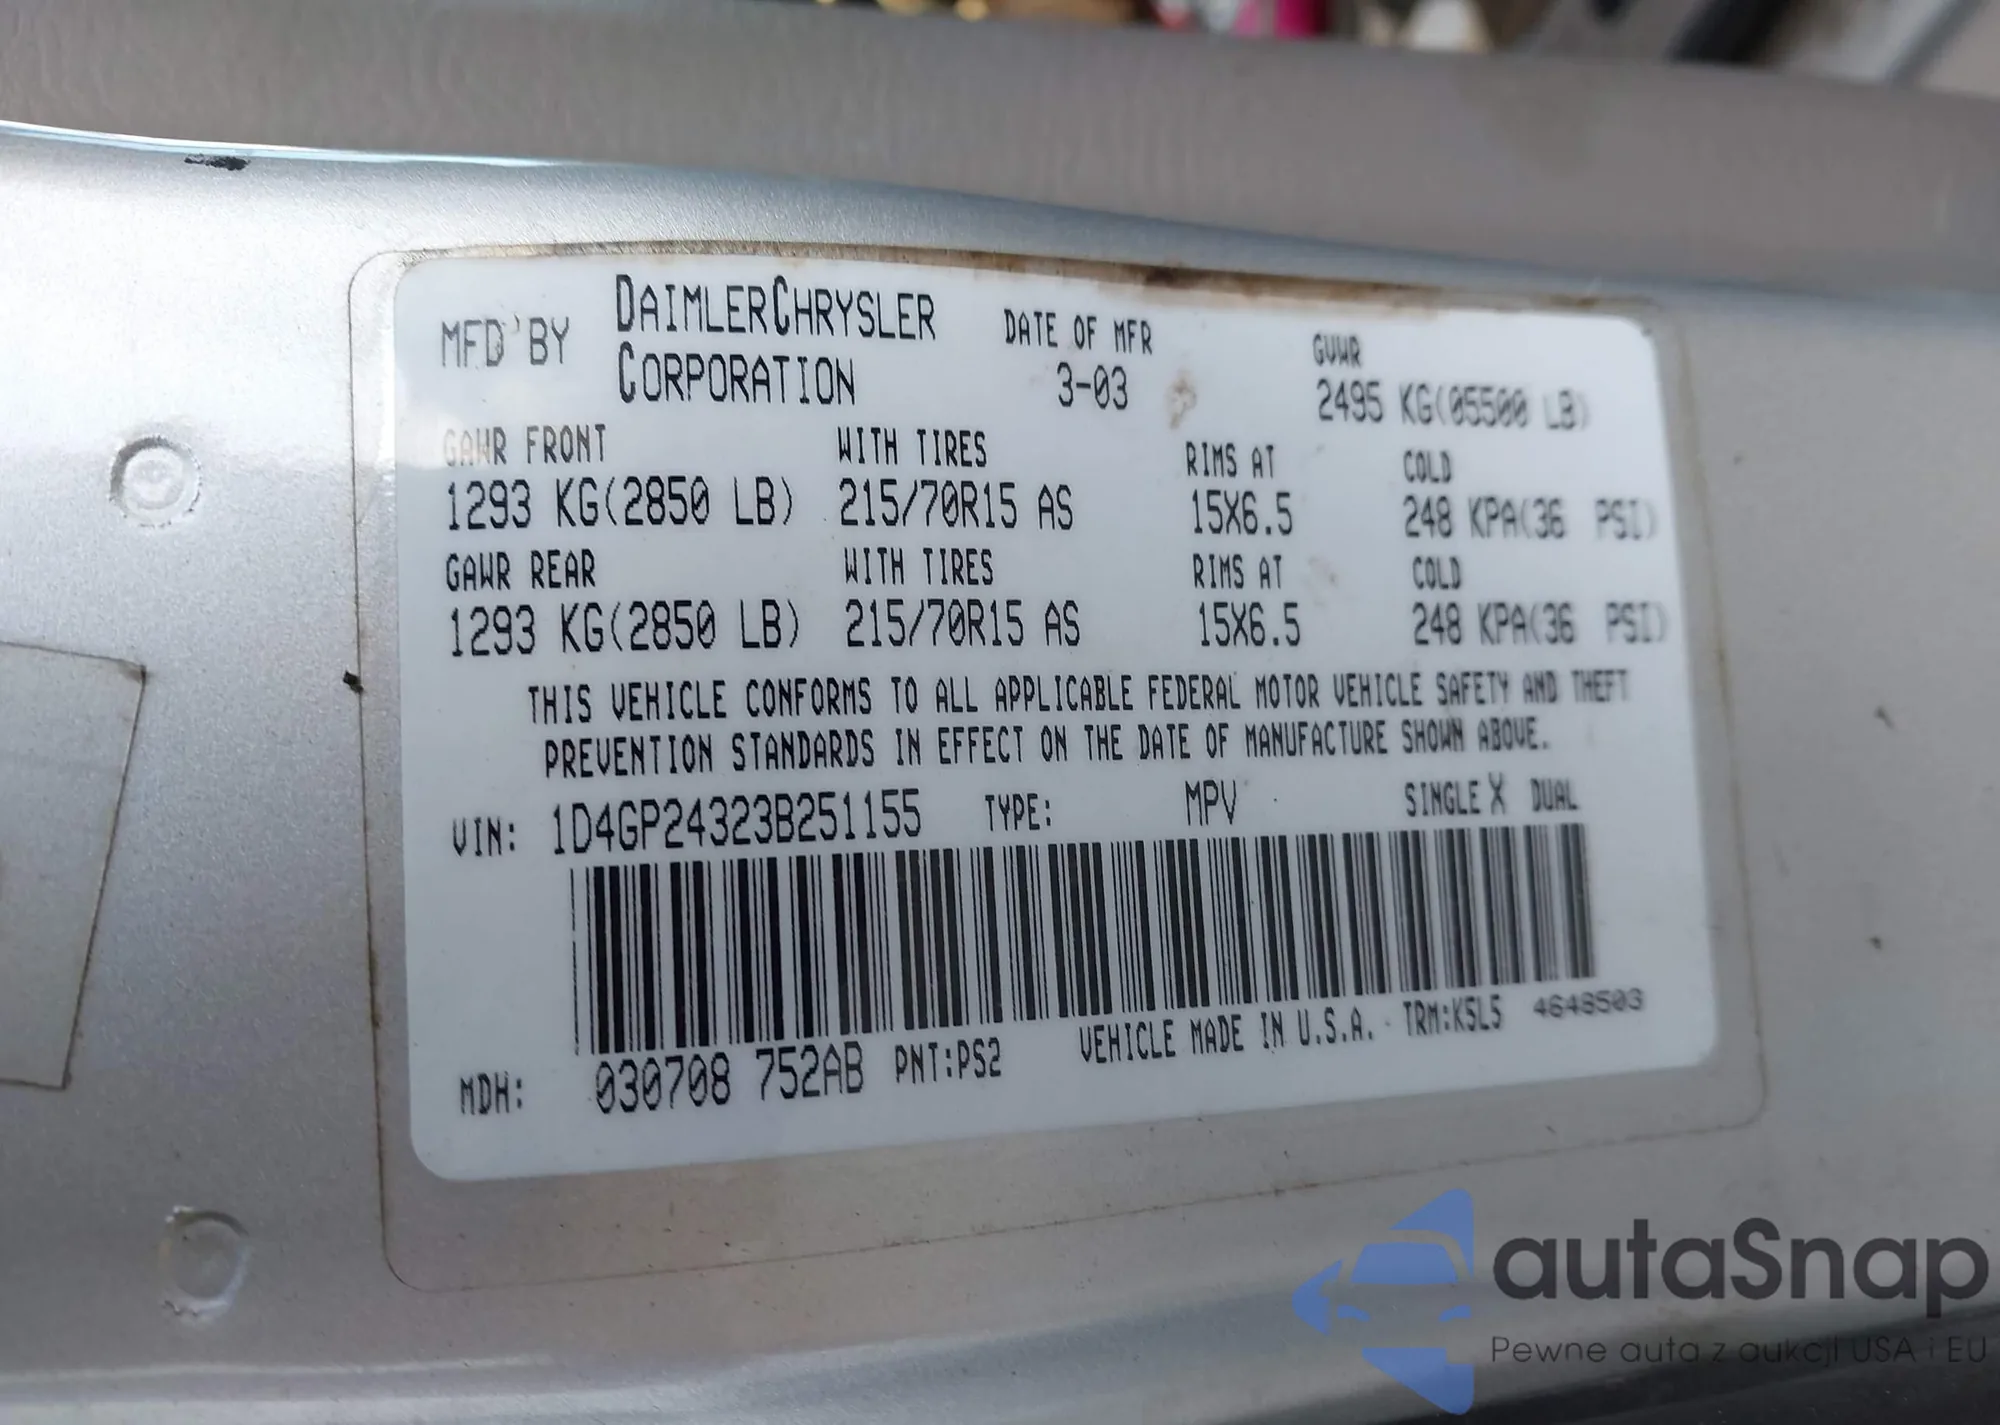 MFD BY DAIMLERCHRYSLER CORPORATION DATE OF MFR 3-03 GVWR 2495 KG(05500 LB)
GAWR FRONT WITH TIRES RIMS AT COLD
1293 KG(2850 LB) 215/70R15 AS 15X6.5 248 KPA(36 PSI)
GAWR REAR WITH TIRES RIMS AT COLD
1293 KG(2850 LB) 215/70R15 AS 15X6.5 248 KPA(36 PSI)
THIS VEHICLE CONFORMS TO ALL APPLICABLE FEDERAL MOTOR VEHICLE SAFETY AND THEFT
PREVENTION STANDARDS IN EFFECT ON THE DATE OF MANUFACTURE SHOWN ABOVE.
VIN: 1D4GP24323B251155 TYPE: MPV SINGLE X DUAL
MDH: 030708 752AB PNT:PS2 VEHICLE MADE IN U.S.A. TRM:K5L5 4648503
autaSnap
Pewne auta z aukcji USA i EU